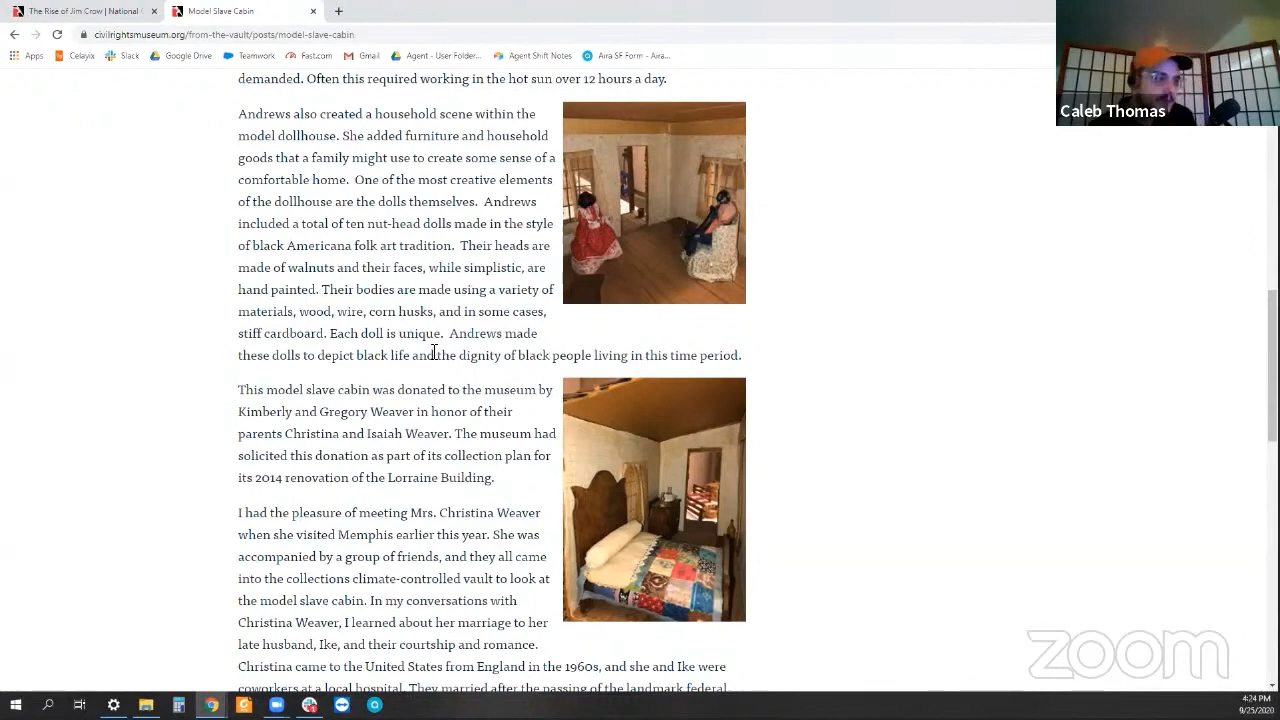 The Rise of Jim Crow | National C
Model Slave Cabin
civilrightsmuseum.org/from-the-vault/posts/model-slave-cabin
Apps Celayix Slack Google Drive Teamwork Fast.com Gmail Agent - User Folder... Agent Shift Notes Aira SF Form - Aira...
Caleb Thomas
demanded. Often this required working in the hot sun over 12 hours a day.
Andrews also created a household scene within the
model dollhouse. She added furniture and household
goods that a family might use to create some sense of a
comfortable home. One of the most creative elements
of the dollhouse are the dolls themselves. Andrews
included a total of ten nut-head dolls made in the style
of black Americana folk art tradition. Their heads are
made of walnuts and their faces, while simplistic, are
hand painted. Their bodies are made using a variety of
materials, wood, wire, corn husks, and in some cases,
stiff cardboard. Each doll is unique. Andrews made
these dolls to depict black life and the dignity of black people living in this time period.
This model slave cabin was donated to the museum by
Kimberly and Gregory Weaver in honor of their
parents Christina and Isaiah Weaver. The museum had
solicited this donation as part of its collection plan for
its 2014 renovation of the Lorraine Building.
I had the pleasure of meeting Mrs. Christina Weaver
when she visited Memphis earlier this year. She was
accompanied by a group of friends, and they all came
into the collections climate-controlled vault to look at
the model slave cabin. In my conversations with
Christina Weaver, I learned about her marriage to her
late husband, Ike, and their courtship and romance.
Christina came to the United States from England in the 1960s, and she and Ike were
coworkers at a local hospital. They married after the passing of the landmark federal
zoom
4:24 PM
9/25/2020